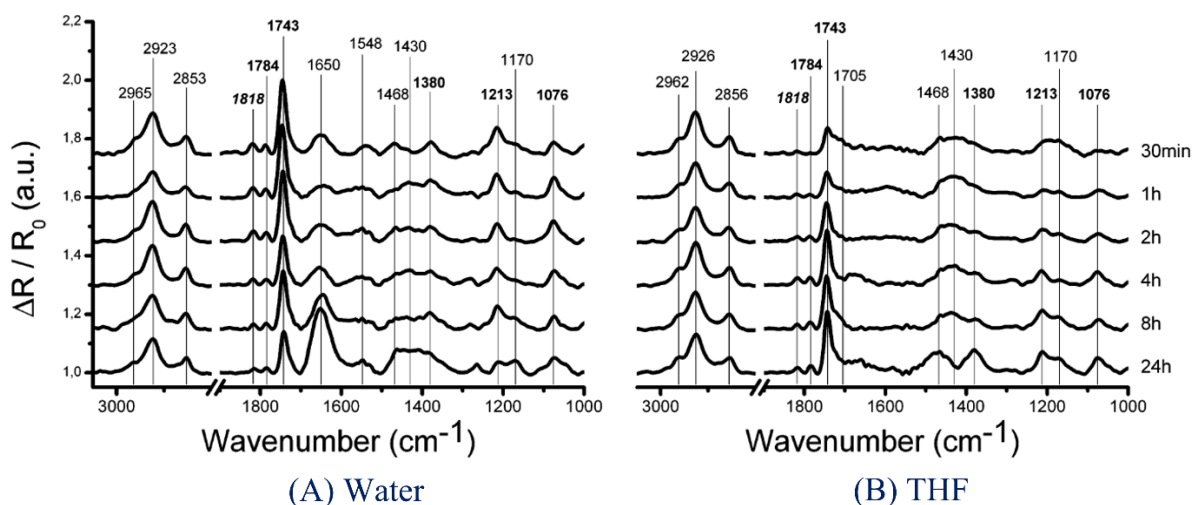 2,2
2,0
1,8
1,6
1,4
1,2
1,0
ΔR / R0 (a.u.)
2965
2923
2853
1818
1784
1743
1650
1548
1468
1430
1380
1213
1170
1076
3000 1800 1600 1400 1200 1000
Wavenumber (cm-1)
(A) Water
2962
2926
2856
1818
1784
1743
1705
1468
1430
1380
1213
1170
1076
30min
1h
2h
4h
8h
24h
3000 1800 1600 1400 1200 1000
Wavenumber (cm-1)
(B) THF